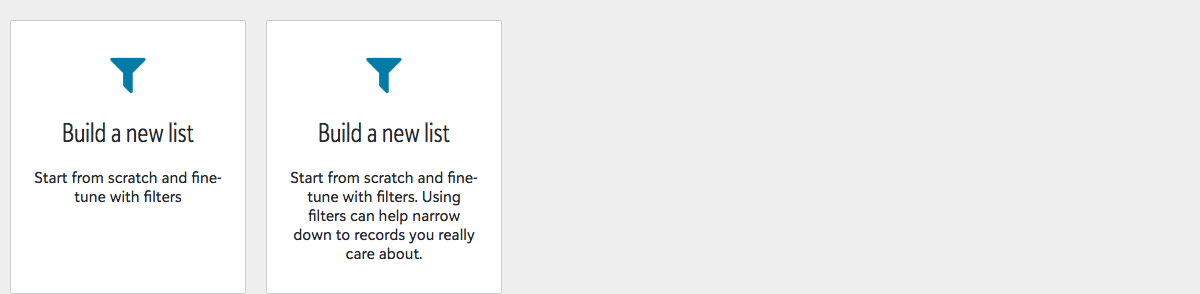 Build a new list
Start from scratch and fine-
tune with filters
Build a new list
Start from scratch and fine-
tune with filters. Using
filters can help narrow
down to records you really
care about.